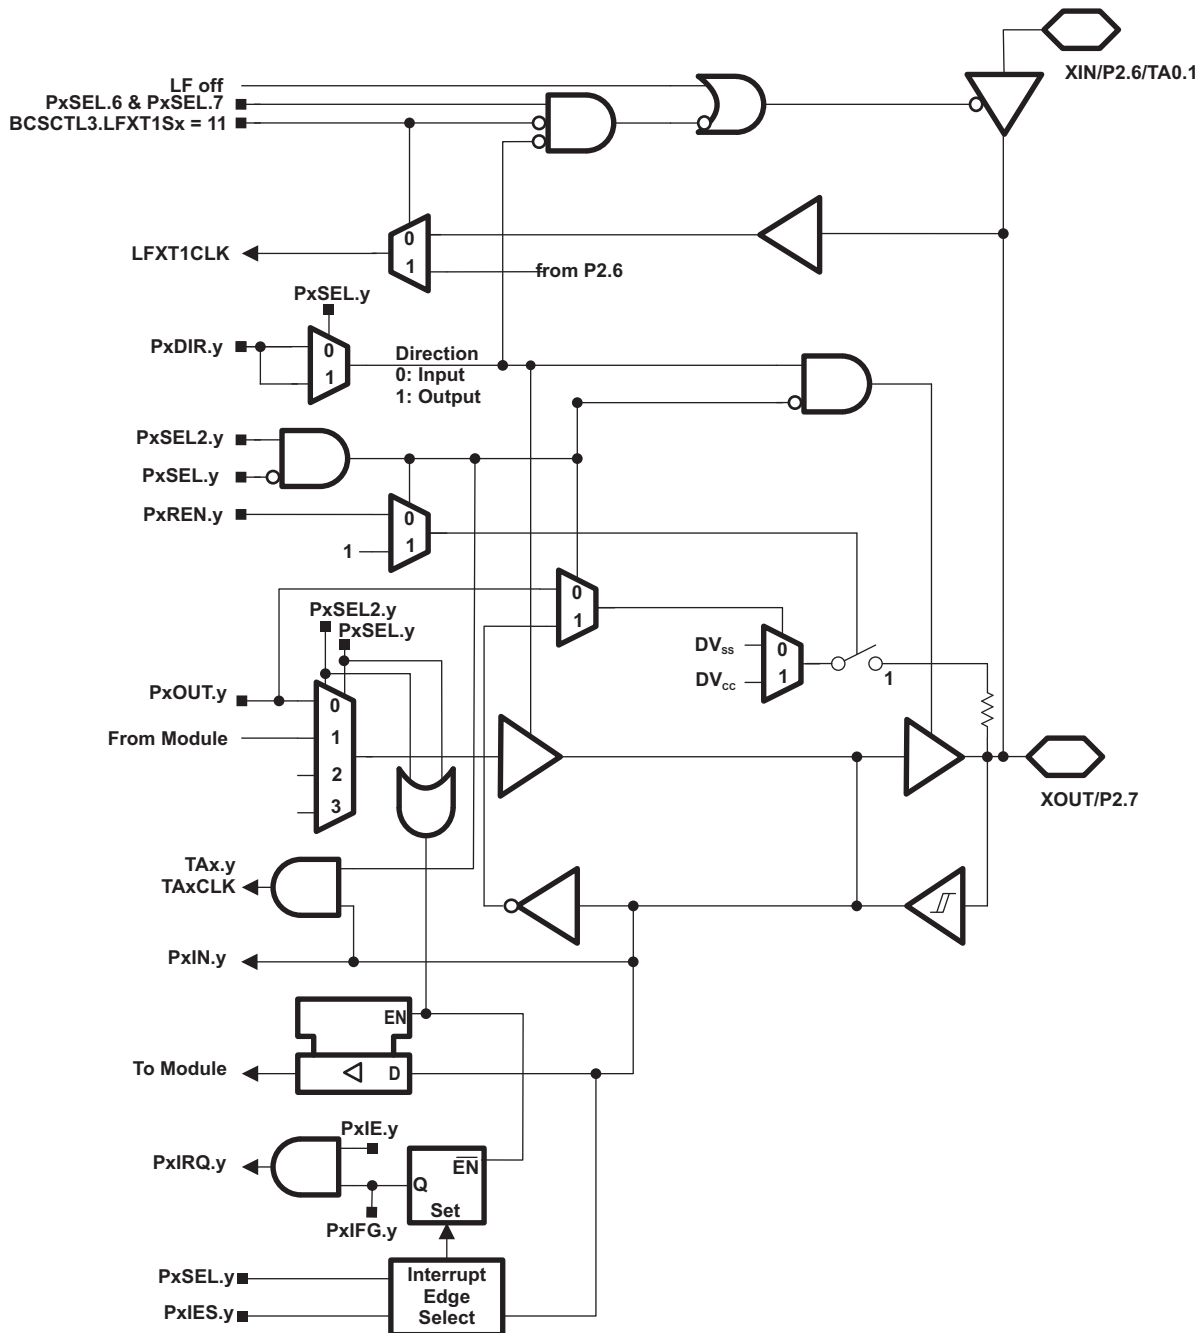 XIN/P2.6/TA0.1
LF off
PxSEL.6 & PxSEL.7
BCSCTL3.LFXT1Sx = 11
0
LFXT1CLK
1
from P2.6
PxSEL.y
PxDIR.y
0
1
Direction
0: Input
1: Output
PxSEL2.y
PxSEL.y
PxREN.y
0
1
1
0
1
PxSEL2.y
PxSEL.y
DVSS
0
DVCC
1
1
PxOUT.y
0
From Module
1
2
3
XOUT/P2.7
TAx.y
TAxCLK
PxIN.y
EN
To Module
D
PxIE.y
PxIRQ.y
EN
Q
Set
PxIFG.y
PxSEL.y
PxIES.y
Interrupt
Edge
Select